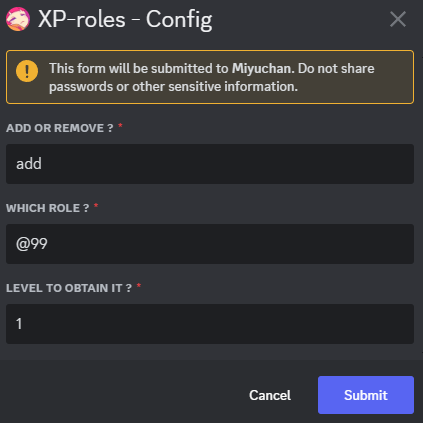 XP-roles - Config
This form will be submitted to Miyuchan. Do not share
passwords or other sensitive information.
ADD OR REMOVE ? *
add
WHICH ROLE ? *
@99
LEVEL TO OBTAIN IT ? *
1
Cancel
Submit